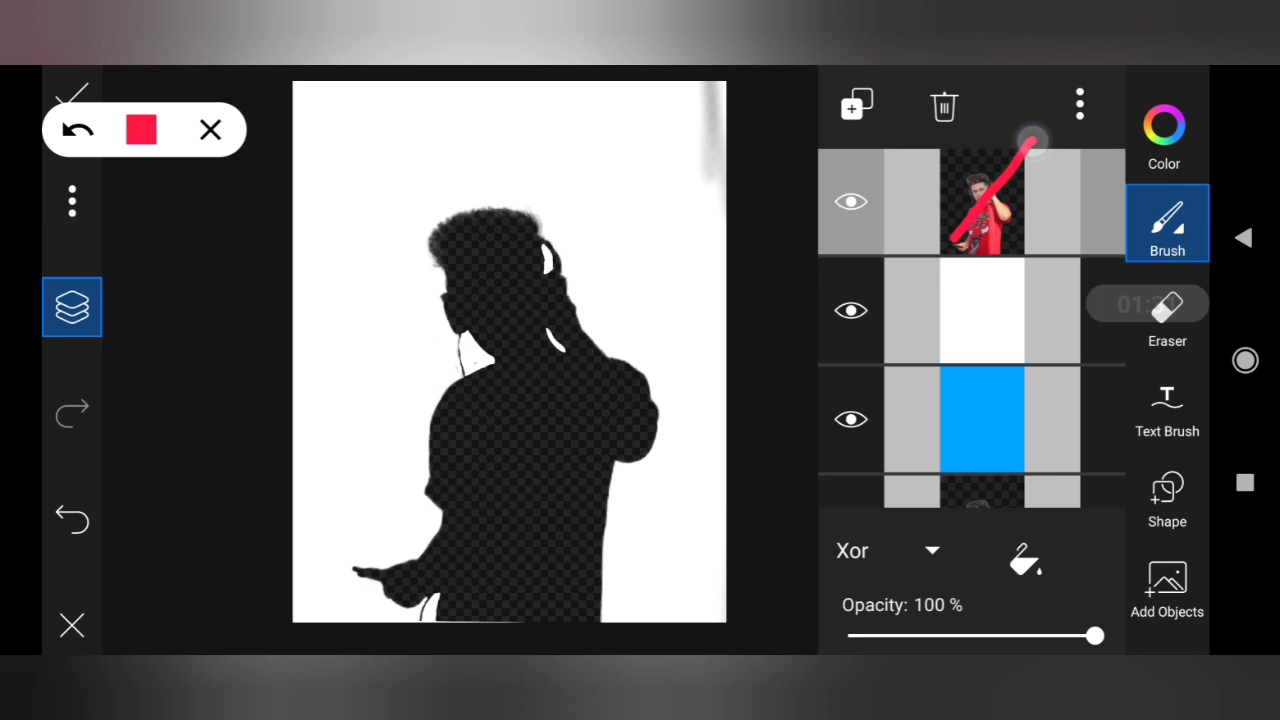 Color
Brush
Eraser
Text Brush
Shape
Add Objects
Xor
Opacity: 100 %